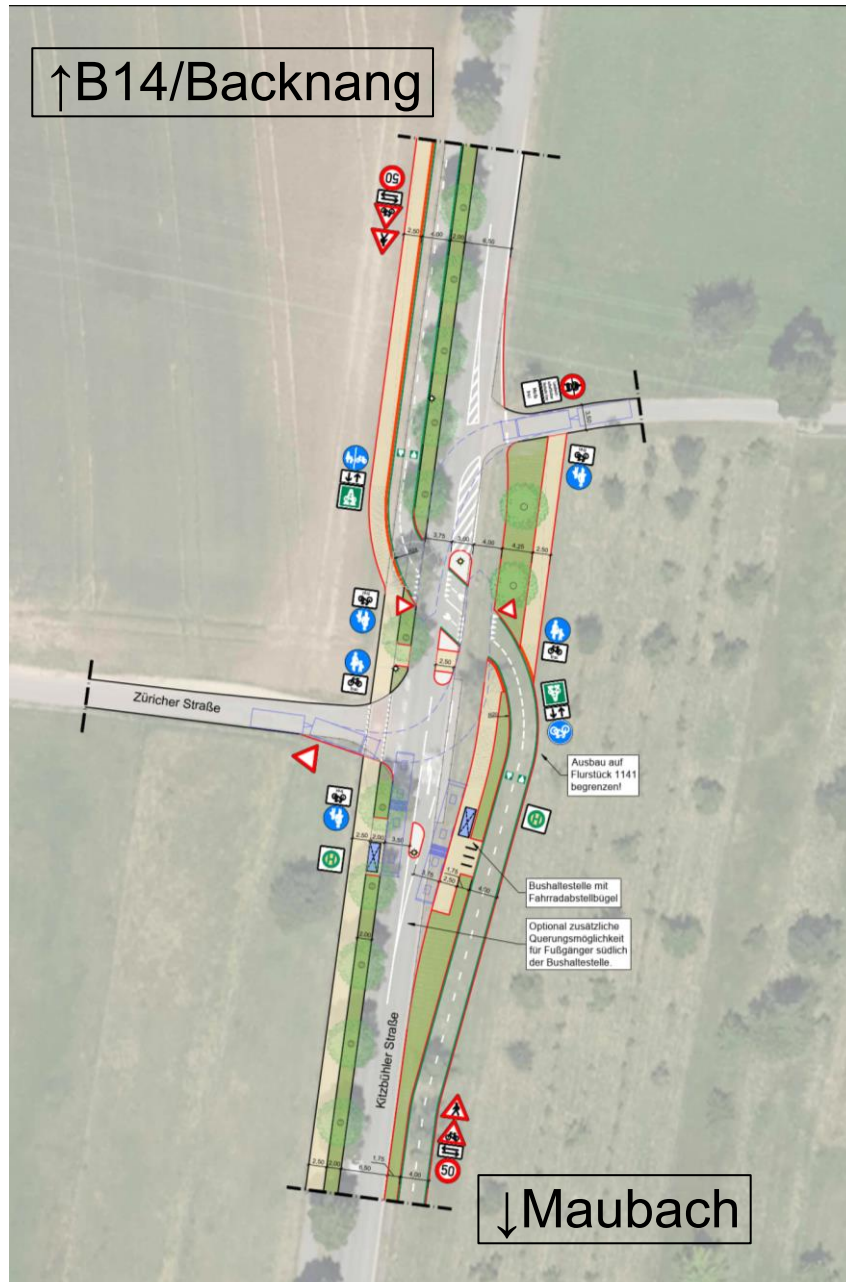 ↑B14/Backnang
50
2,50 4,00 2,00 6,50
3,50
3,75 3,00 4,00 4,25 2,50
2,50
Züricher Straße
Ausbau auf
Flurstück 1141
begrenzen!
H
H
2,50 2,00 3,50
3,75 2,50 1,75 4,00
Bushaltestelle mit
Fahrradabstellbügel
Optional zusätzliche
Querungsmöglichkeit
für Fußgänger südlich
der Bushaltestelle.
2,00
Kitzbühler Straße
50
2,50 2,00 6,50 1,75 4,00
↓Maubach